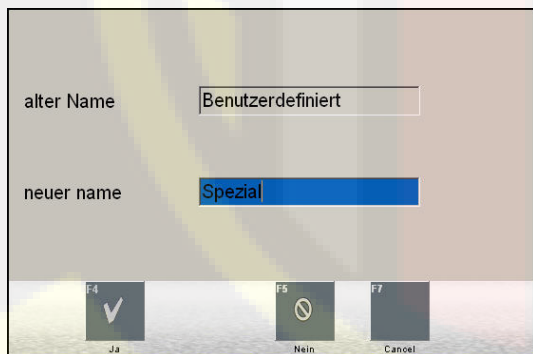 alter Name Benutzerdefiniert
neuer name Spezial
F4 F5 F7
Ja Nein Cancel